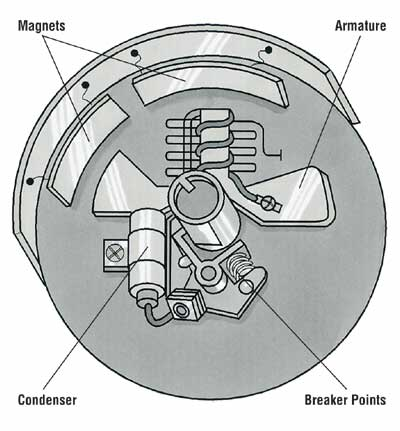 Magnets
Armature
Condenser
Breaker Points